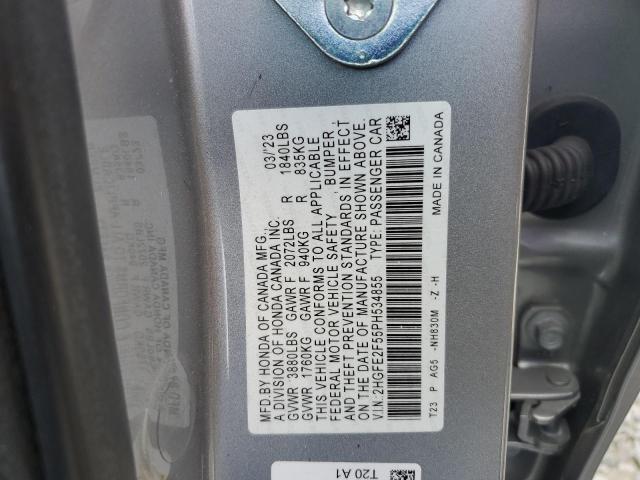 MFD.BY HONDA OF CANADA MFG., 03/'23
A DIVISION OF HONDA CANADA INC.
GVWR 3880LBS GAWR F 2072LBS R 1840LBS
GVWR 1760KG GAWR F 940KG R 835KG
THIS VEHICLE CONFORMS TO ALL APPLICABLE
FEDERAL MOTOR VEHICLE SAFETY, BUMPER,
AND THEFT PREVENTION STANDARDS IN EFFECT
ON THE DATE OF MANUFACTURE SHOWN ABOVE.
V.I.N. 2HGFE2F55PH534855 TYPE: PASSENGER CAR
T23 P AG5 -NH830M -Z -H
MADE IN CANADA
T20 A1